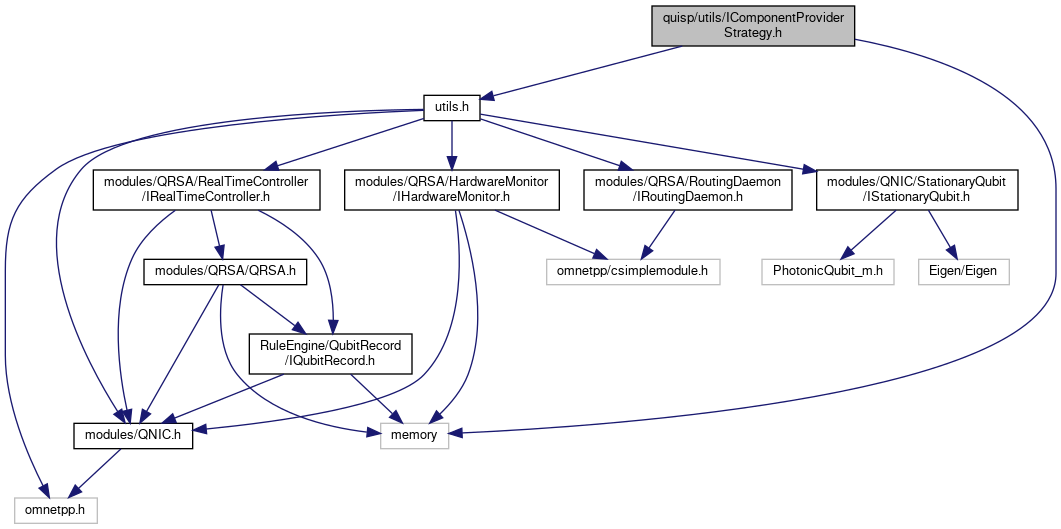 quisp/utils/IComponentProvider
Strategy.h
utils.h
modules/QRSA/RealTimeController
/IRealTimeController.h
modules/QRSA/HardwareMonitor
/IHardwareMonitor.h
modules/QRSA/RoutingDaemon
/IRoutingDaemon.h
modules/QNIC/StationaryQubit
/IStationaryQubit.h
modules/QRSA/QRSA.h
omnetpp/csimplemodule.h
PhotonicQubit_m.h
Eigen/Eigen
RuleEngine/QubitRecord
/IQubitRecord.h
modules/QNIC.h
memory
omnetpp.h